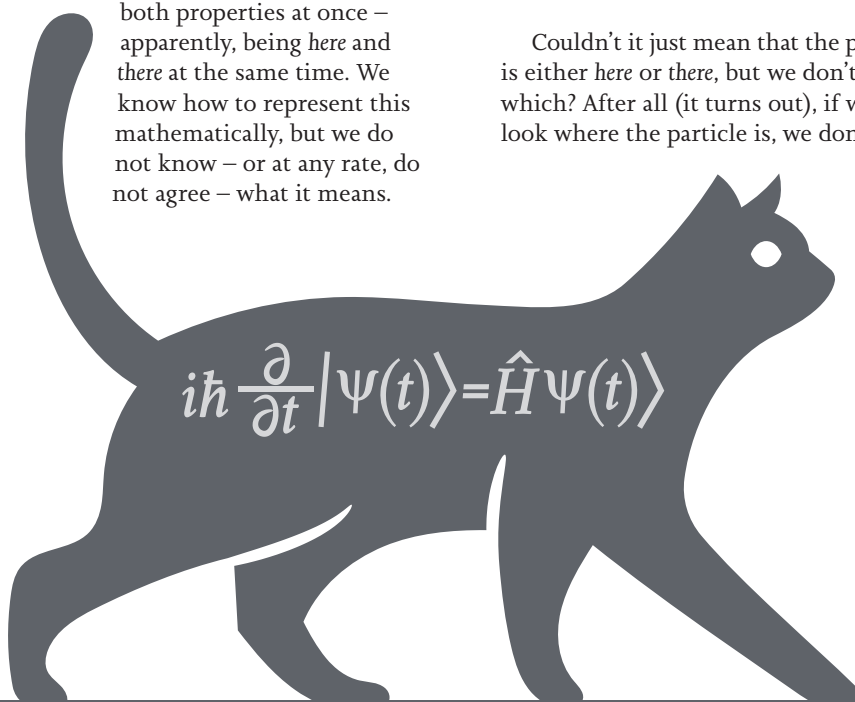 both properties at once –
apparently, being here and
there at the same time. We
know how to represent this
mathematically, but we do
not know – or at any rate, do
not agree – what it means.
Couldn’t it just mean that the p
is either here or there, but we don’t
which? After all (it turns out), if w
look where the particle is, we don
iħ ∂/∂t |Ψ(t)⟩=ĤΨ(t)⟩